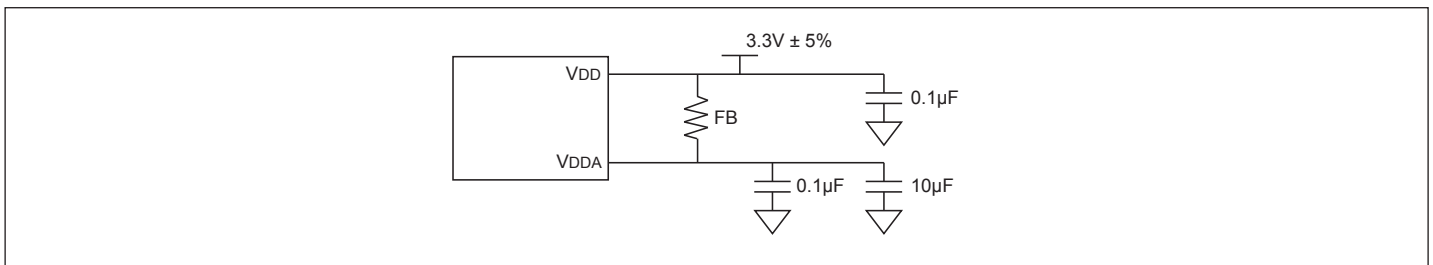 3.3V ± 5%
VDD
0.1µF
FB
VDDA
0.1µF
10µF